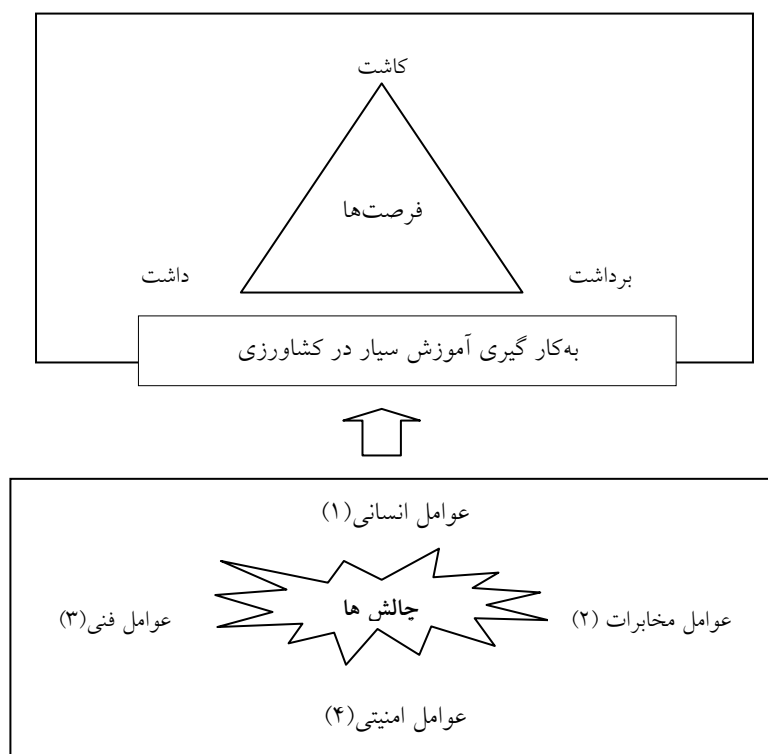 کاشت
فرصت‌ها
برداشت
داشت
به‌کار گیری آموزش سیار در کشاورزی
عوامل انسانی(۱)
چالش ها
عوامل مخابرات (۲)
عوامل فنی(۳)
عوامل امنیتی(۴)